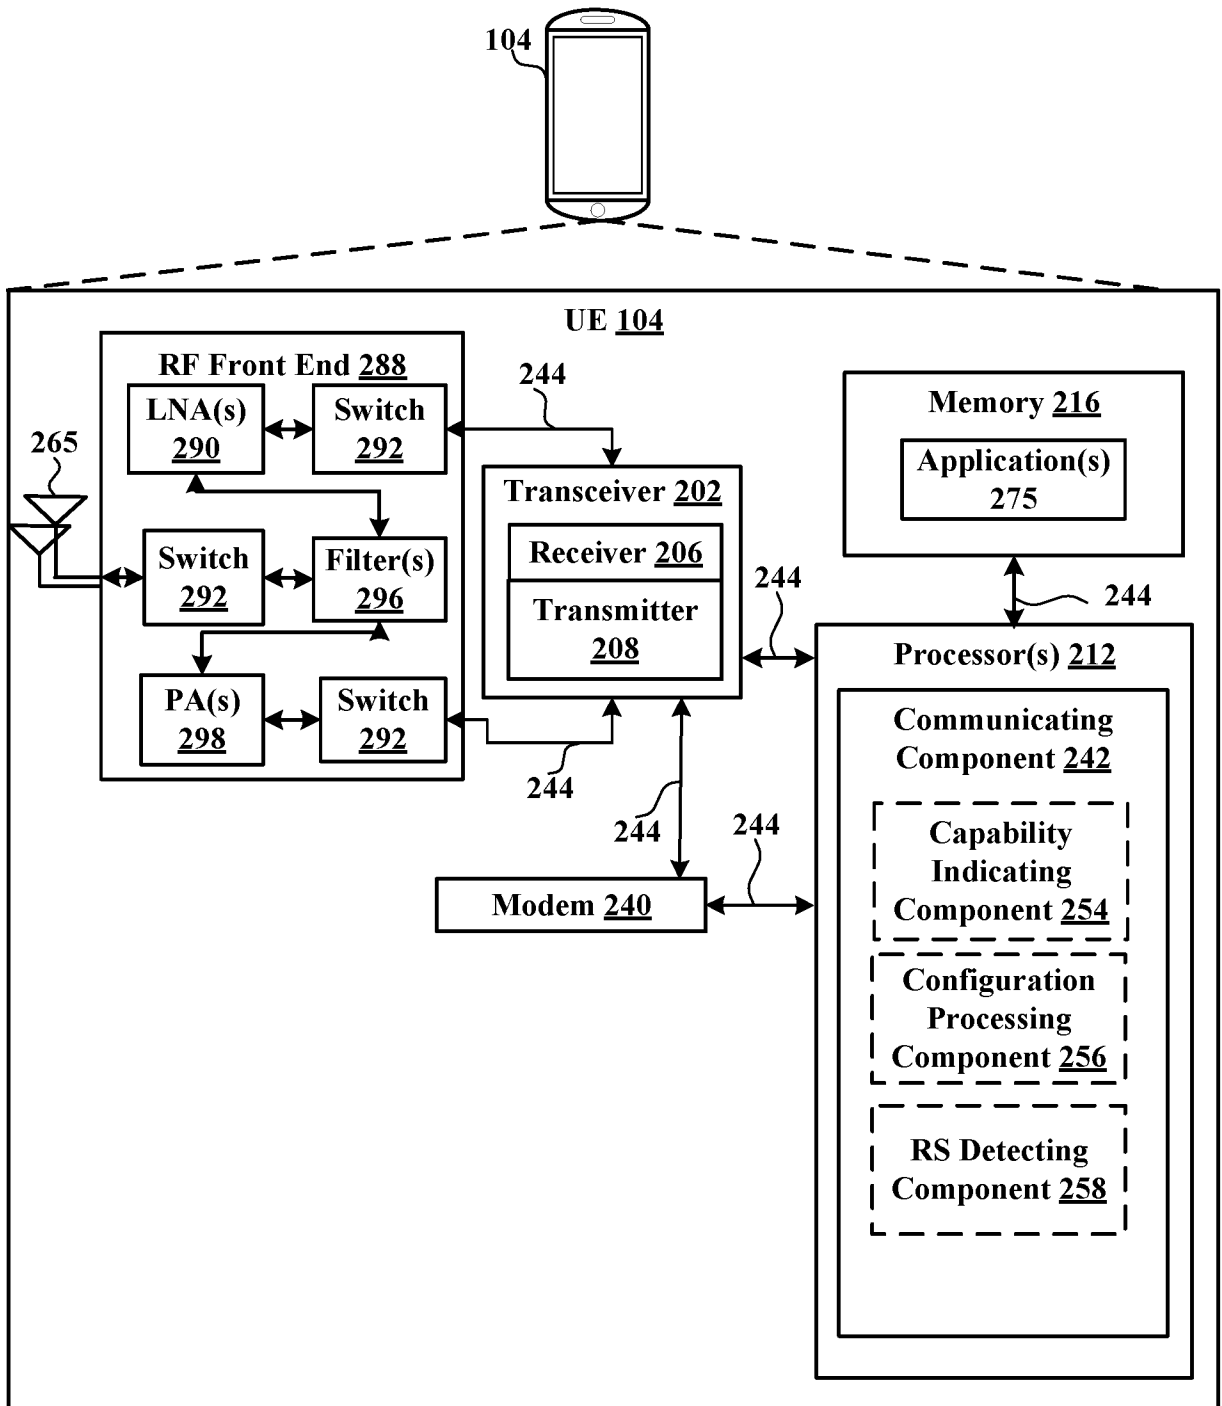 104
UE 104
RF Front End 288
LNA(s)
290
Switch
292
244
265
Switch
292
Filter(s)
296
PA(s)
298
Switch
292
244
Transceiver 202
Receiver 206
Transmitter
208
244
244
Modem 240
244
Memory 216
Application(s)
275
244
Processor(s) 212
Communicating
Component 242
Capability
Indicating
Component 254
Configuration
Processing
Component 256
RS Detecting
Component 258